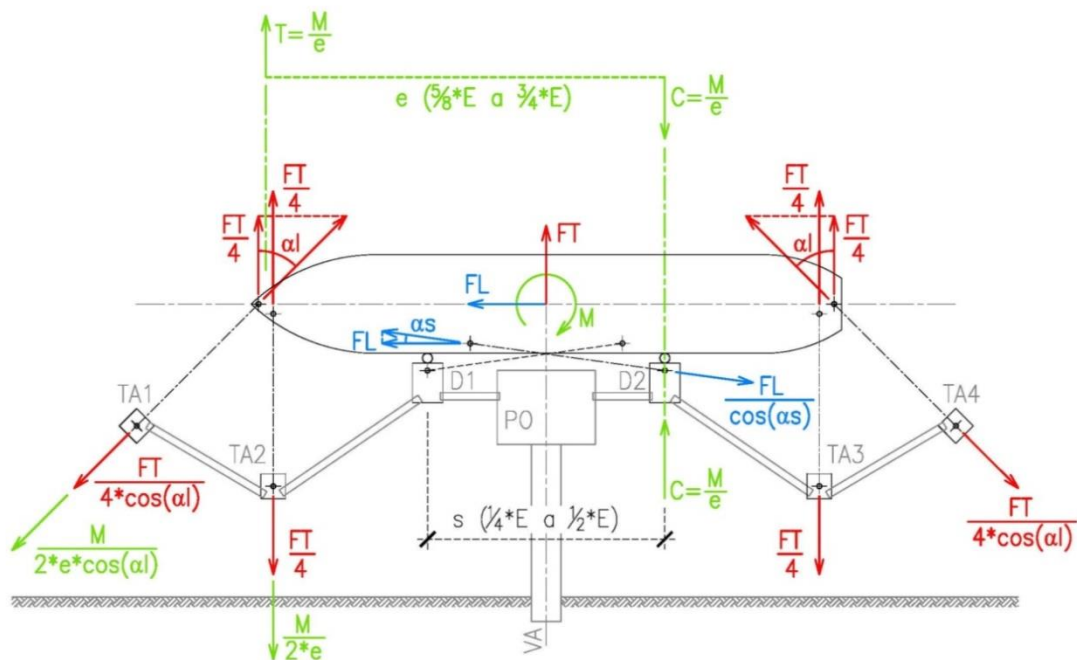 T=M/e
e (5/8*E a 3/4*E)
C=M/e
FT/4
FT/4
FT/4
αl
FT
FT/4
αl
FL
M
FL
αs
D1
D2
FL/cos(αs)
TA1
TA2
PO
TA3
TA4
FT/4*cos(αl)
C=M/e
s (1/4*E a 1/2*E)
FT/4*cos(αl)
M/2*e*cos(αl)
FT/4
FT/4
M/2*e
VA